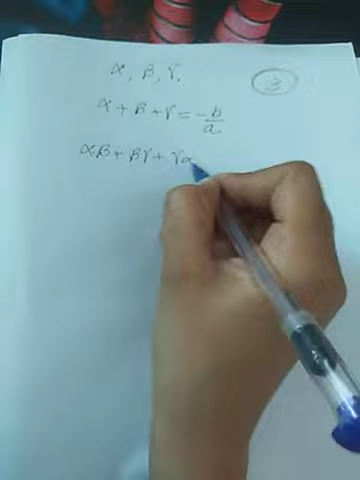 α, β, γ.
③
α + β + γ = -b/a
αβ + βγ + γα